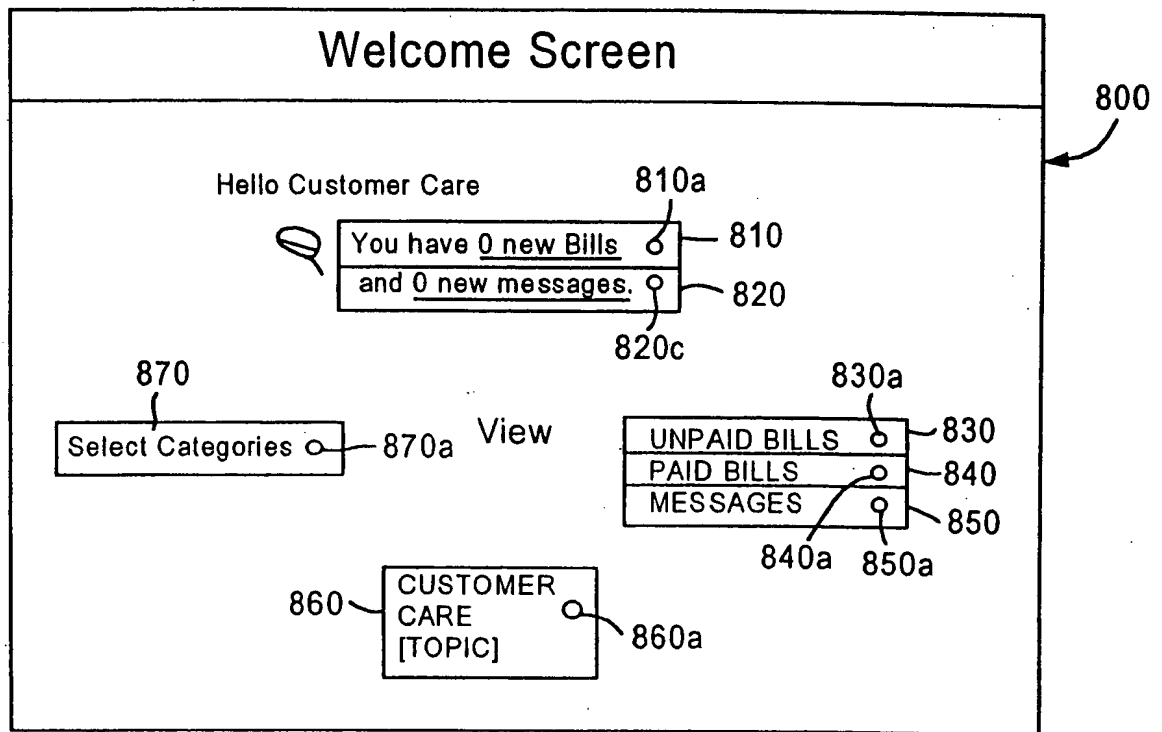 Welcome Screen
800
Hello Customer Care
810a
You have 0 new Bills
810
and 0 new messages.
820
820c
870
830a
Select Categories
870a
View
UNPAID BILLS
830
PAID BILLS
840
MESSAGES
850
840a
850a
860
CUSTOMER
CARE
[TOPIC]
860a